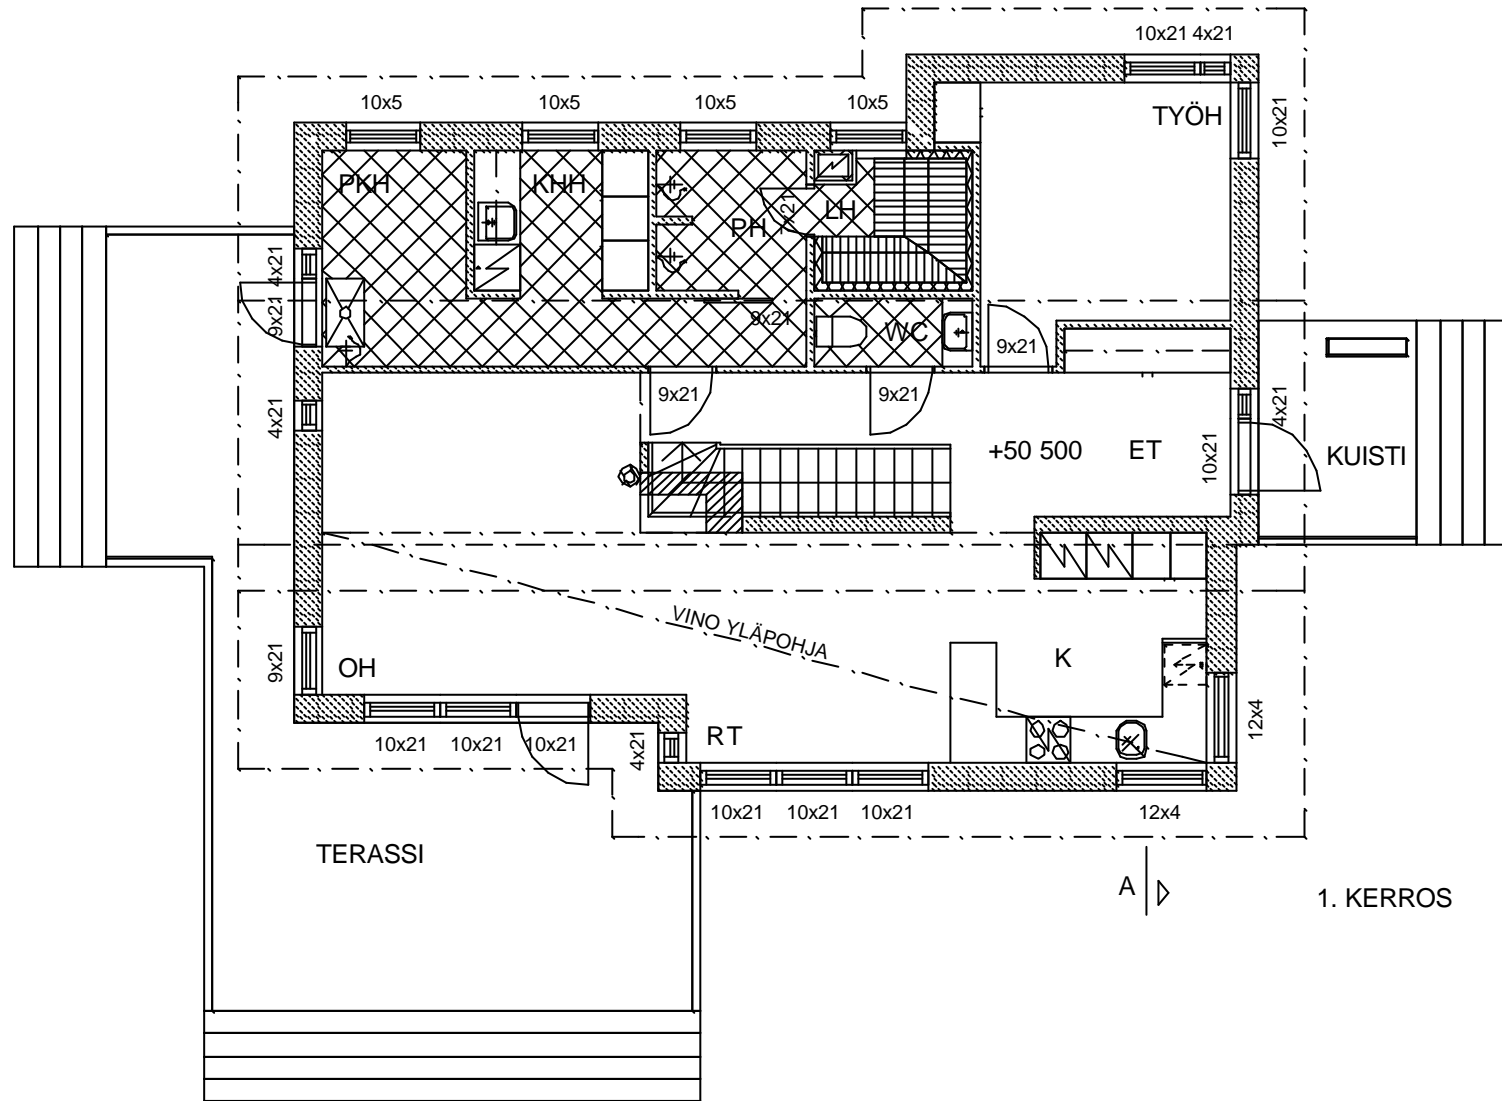 10x21 4x21
10x5
10x5
10x5
10x5
TYÖH
10x21
PKH
KHH
PH
LH
4x21
9x21
9x21
WC
9x21
9x21
9x21
4x21
4x21
10x21
+50 500
ET
KUISTI
VINO YLÄPOHJA
9x21
OH
K
RT
12x4
10x21
10x21
10x21
4x21
10x21
10x21
10x21
12x4
TERASSI
A
1. KERROS